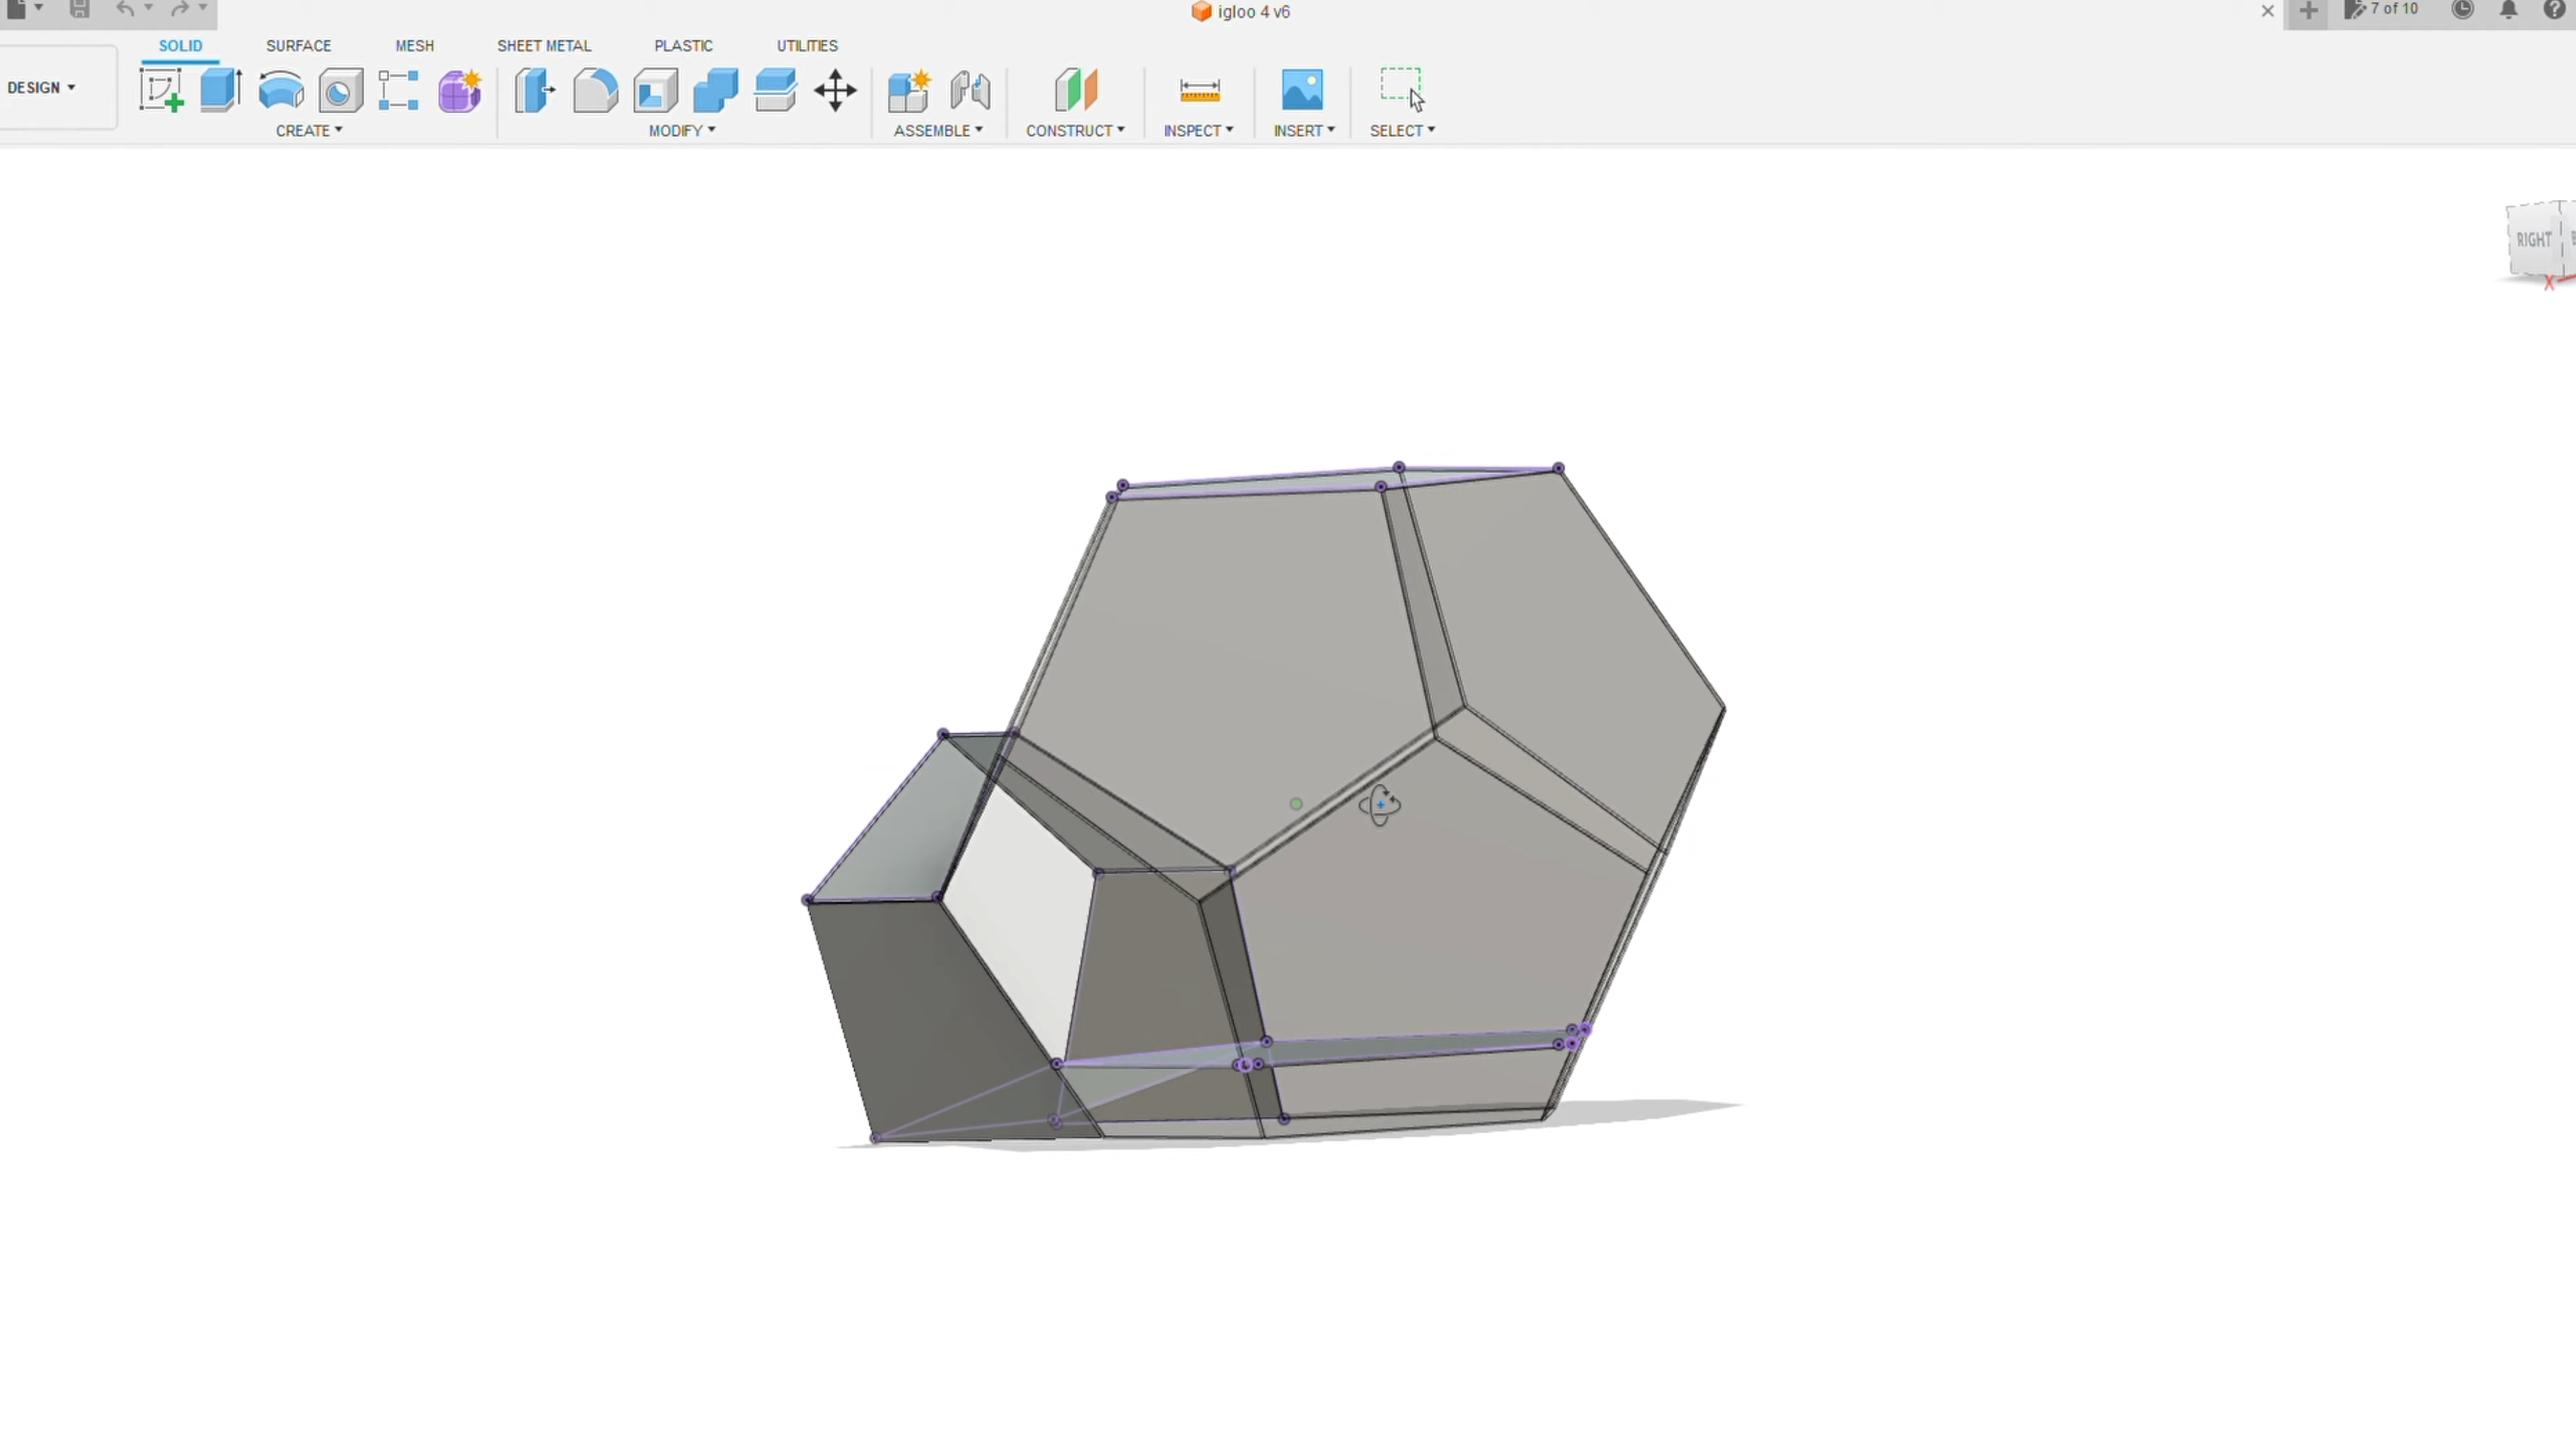 igloo 4 v6
7 of 10
SOLID SURFACE MESH SHEET METAL PLASTIC UTILITIES
DESIGN
CREATE MODIFY ASSEMBLE CONSTRUCT INSPECT INSERT SELECT
RIGHT
X